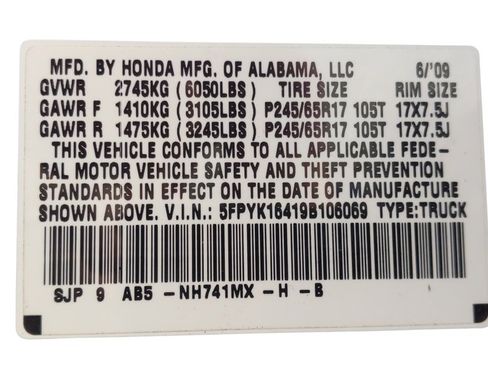 MFD. BY HONDA MFG. OF ALABAMA, LLC 6/'09
GVWR 2745KG (6050LBS) TIRE SIZE RIM SIZE
GAWR F 1410KG (3105LBS) P245/65R17 105T 17X7.5J
GAWR R 1475KG (3245LBS) P245/65R17 105T 17X7.5J
THIS VEHICLE CONFORMS TO ALL APPLICABLE FEDE-
RAL MOTOR VEHICLE SAFETY AND THEFT PREVENTION
STANDARDS IN EFFECT ON THE DATE OF MANUFACTURE
SHOWN ABOVE. V.I.N.: 5FPYK16419B106069 TYPE:TRUCK
SJP 9 AB5 -NH741MX -H -B